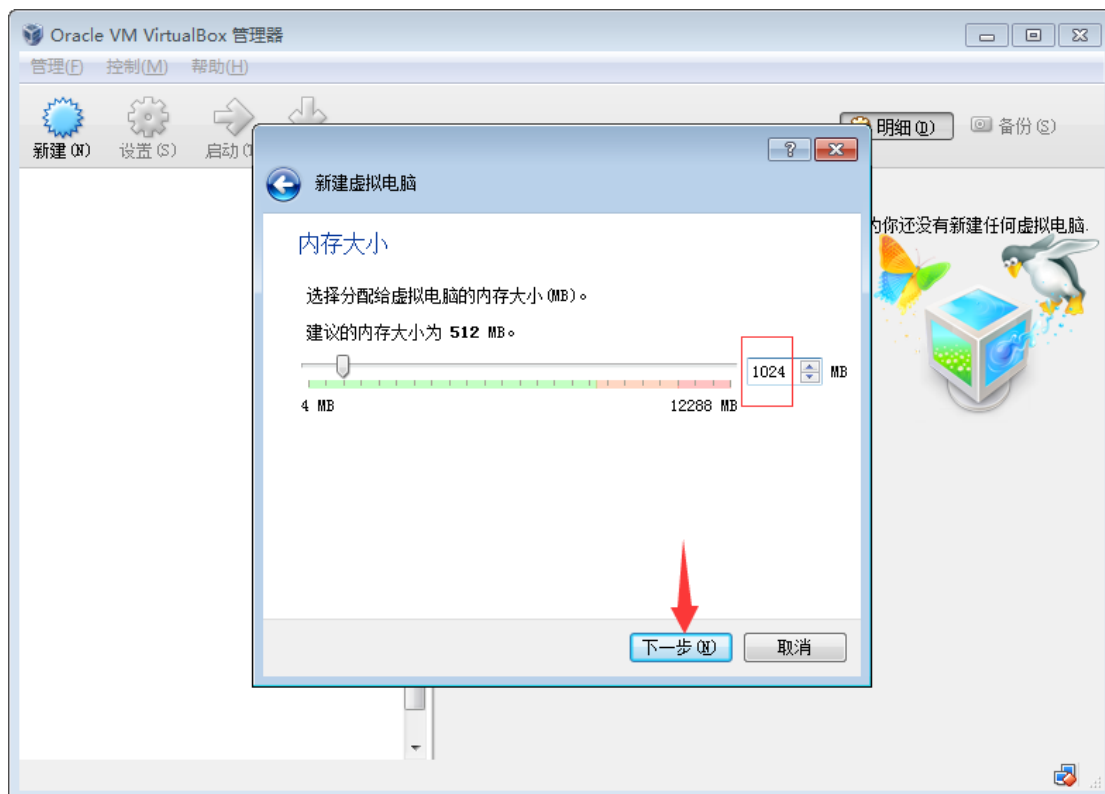 Oracle VM VirtualBox 管理器
管理(F) 控制(M) 帮助(H)
新建(N) 设置(S) 启动 明细(D) 备份(S)
新建虚拟电脑
你还没有新建任何虚拟电脑.
内存大小
选择分配给虚拟电脑的内存大小(MB)。
建议的内存大小为 512 MB。
1024 MB
4 MB 12288 MB
下一步(N) 取消